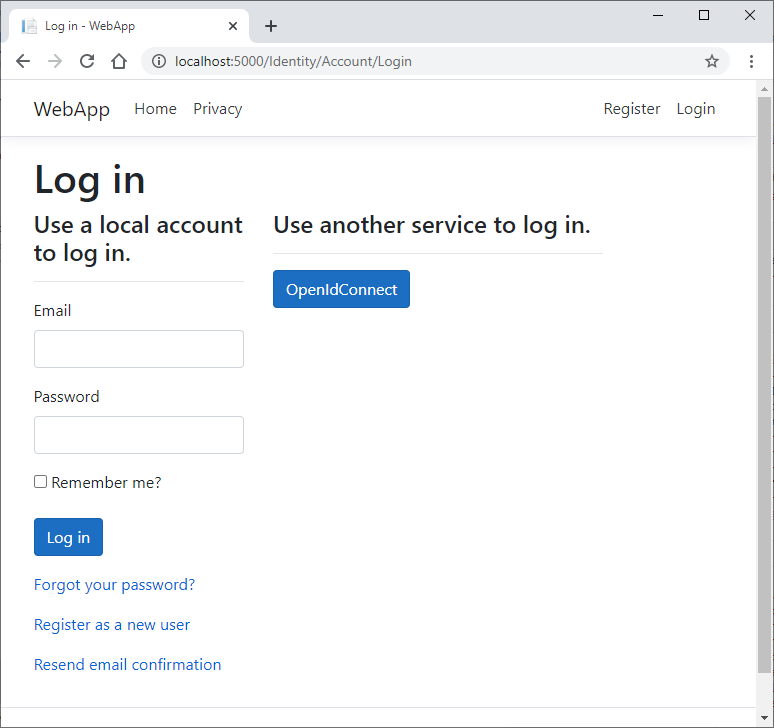 Log in - WebApp
localhost:5000/Identity/Account/Login
WebApp Home Privacy Register Login
Log in
Use a local account
to log in.
Email
Password
Remember me?
Log in
Forgot your password?
Register as a new user
Resend email confirmation
Use another service to log in.
OpenIdConnect